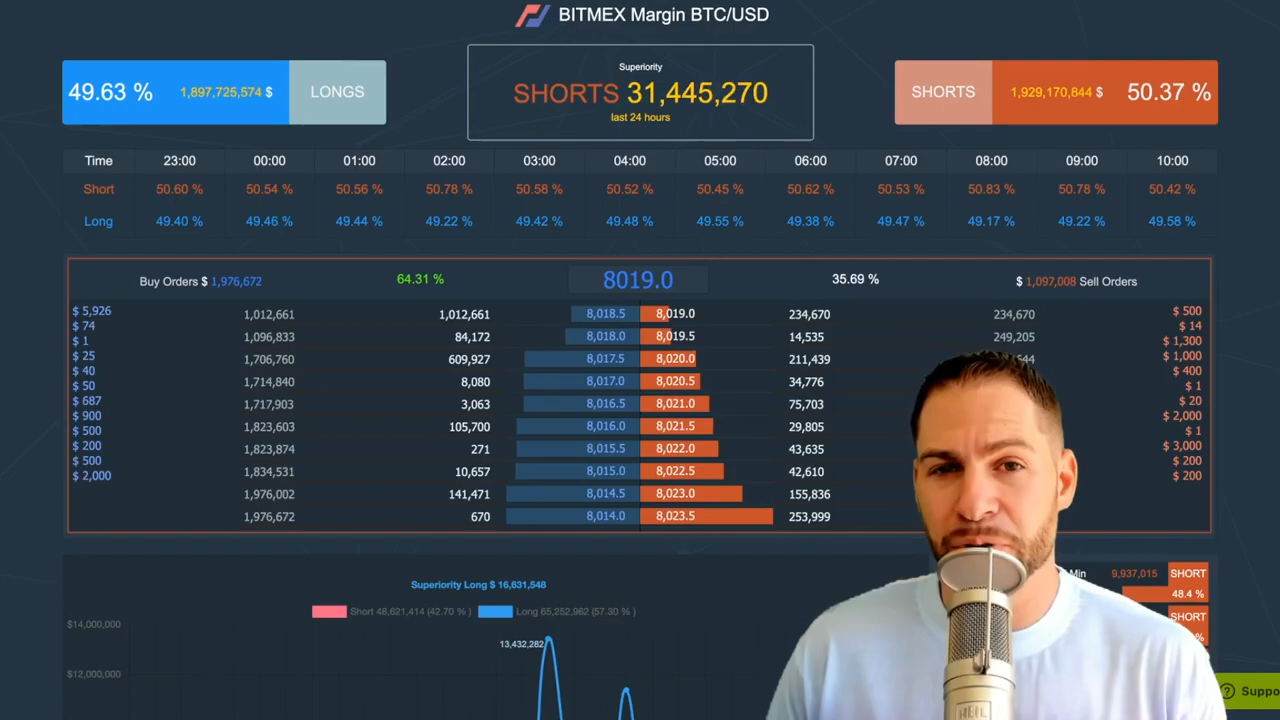 BITMEX Margin BTC/USD
49.63 % 1,897,725,574 $ LONGS
Superiority
SHORTS 31,445,270
last 24 hours
SHORTS 1,929,170,844 $ 50.37 %
Time 23:00 00:00 01:00 02:00 03:00 04:00 05:00 06:00 07:00 08:00 09:00 10:00
Short 50.60 % 50.54 % 50.56 % 50.78 % 50.58 % 50.52 % 50.45 % 50.62 % 50.53 % 50.83 % 50.78 % 50.42 %
Long 49.40 % 49.46 % 49.44 % 49.22 % 49.42 % 49.48 % 49.55 % 49.38 % 49.47 % 49.17 % 49.22 % 49.58 %
Buy Orders $ 1,976,672 64.31 % 8019.0 35.69 % $ 1,097,008 Sell Orders
$ 5,926
$ 74
$ 1
$ 25
$ 40
$ 50
$ 687
$ 900
$ 500
$ 200
$ 500
$ 2,000
1,012,661 1,012,661 8,018.5 8,019.0 234,670 234,670
1,096,833 84,172 8,018.0 8,019.5 14,535 249,205
1,706,760 609,927 8,017.5 8,020.0 211,439
1,714,840 8,080 8,017.0 8,020.5 34,776
1,717,903 3,063 8,016.5 8,021.0 75,703
1,823,603 105,700 8,016.0 8,021.5 29,805
1,823,874 271 8,015.5 8,022.0 43,635
1,834,531 10,657 8,015.0 8,022.5 42,610
1,976,002 141,471 8,014.5 8,023.0 155,836
1,976,672 670 8,014.0 8,023.5 253,999
$ 500
$ 14
$ 1,300
$ 1,000
$ 400
$ 1
$ 20
$ 2,000
$ 1
$ 3,000
$ 200
$ 200
Superiority Long $ 16,631,548
Short 48,621,414 (42.70 % ) Long 65,252,962 (57.30 % )
$14,000,000
13,432,282
$12,000,000
Min 9,937,015 SHORT
48.4 %
SHORT
%